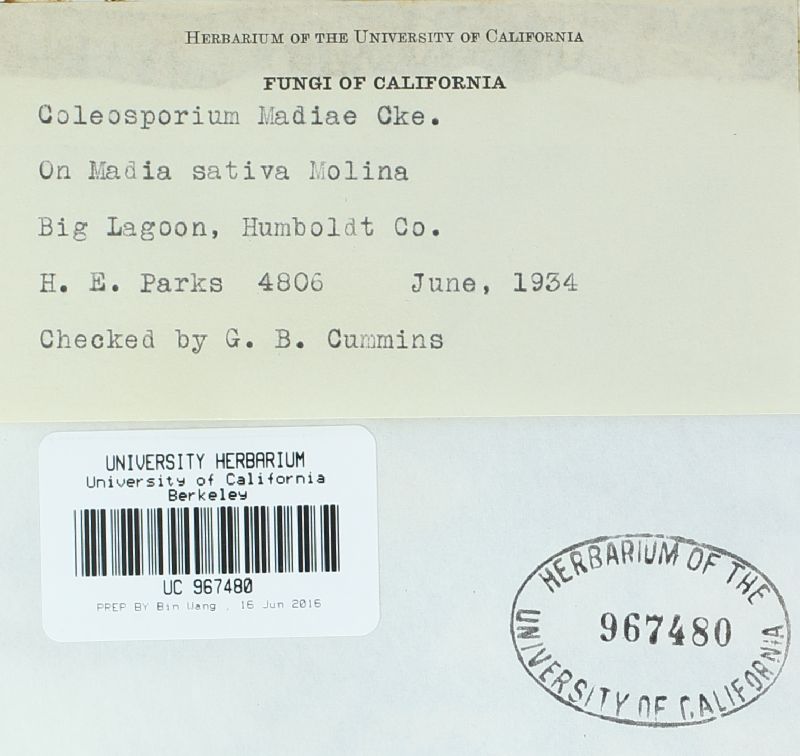 HERBARIUM OF THE UNIVERSITY OF CALIFORNIA
FUNGI OF CALIFORNIA
Coleosporium Madiae Cke.
On Madia sativa Molina
Big Lagoon, Humboldt Co.
H. E. Parks 4806 June, 1934
Checked by G. B. Cummins
UNIVERSITY HERBARIUM
University of California
Berkeley
UC 967480
PREP BY Bin Wang , 16 Jun 2016
HERBARIUM OF THE
967480
UNIVERSITY OF CALIFORNIA